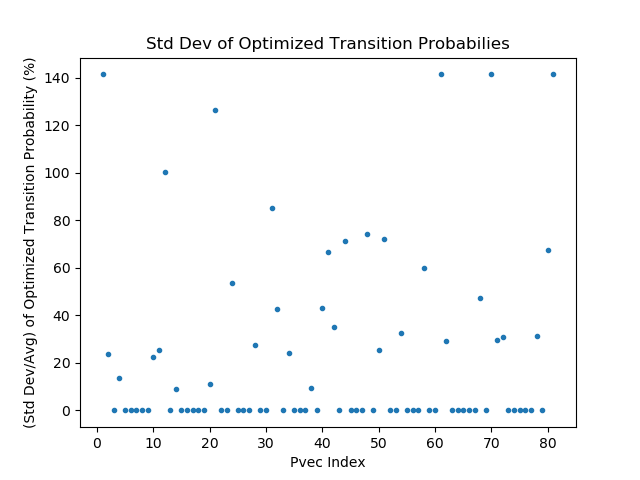 Std Dev of Optimized Transition Probabilies
(Std Dev/Avg) of Optimized Transition Probability (%)
140
120
100
80
60
40
20
0
0 10 20 30 40 50 60 70 80
Pvec Index